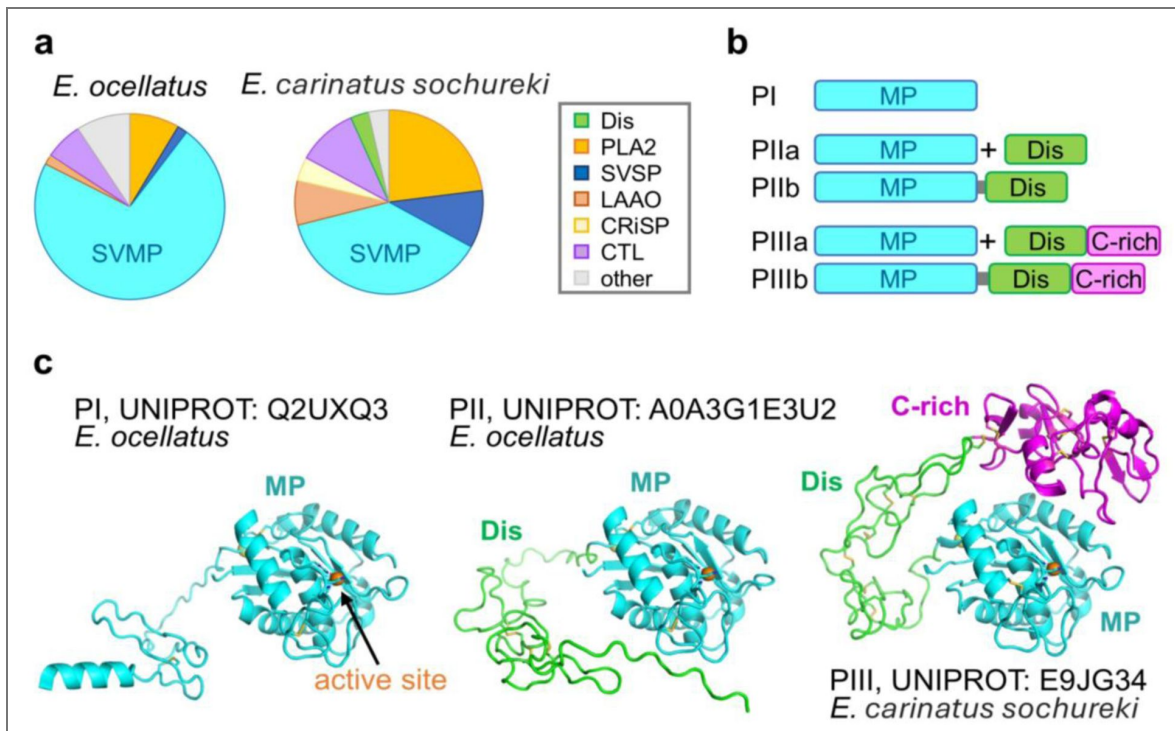 a
E. ocellatus
E. carinatus sochureki
SVMP
SVMP
Dis
PLA2
SVSP
LAAO
CRiSP
CTL
other
b
PI MP
PIIa MP + Dis
PIIb MP Dis
PIIIa MP + Dis C-rich
PIIIb MP Dis C-rich
c
PI, UNIPROT: Q2UXQ3
E. ocellatus
MP
active site
PII, UNIPROT: A0A3G1E3U2
E. ocellatus
MP
Dis
C-rich
Dis
MP
PIII, UNIPROT: E9JG34
E. carinatus sochureki